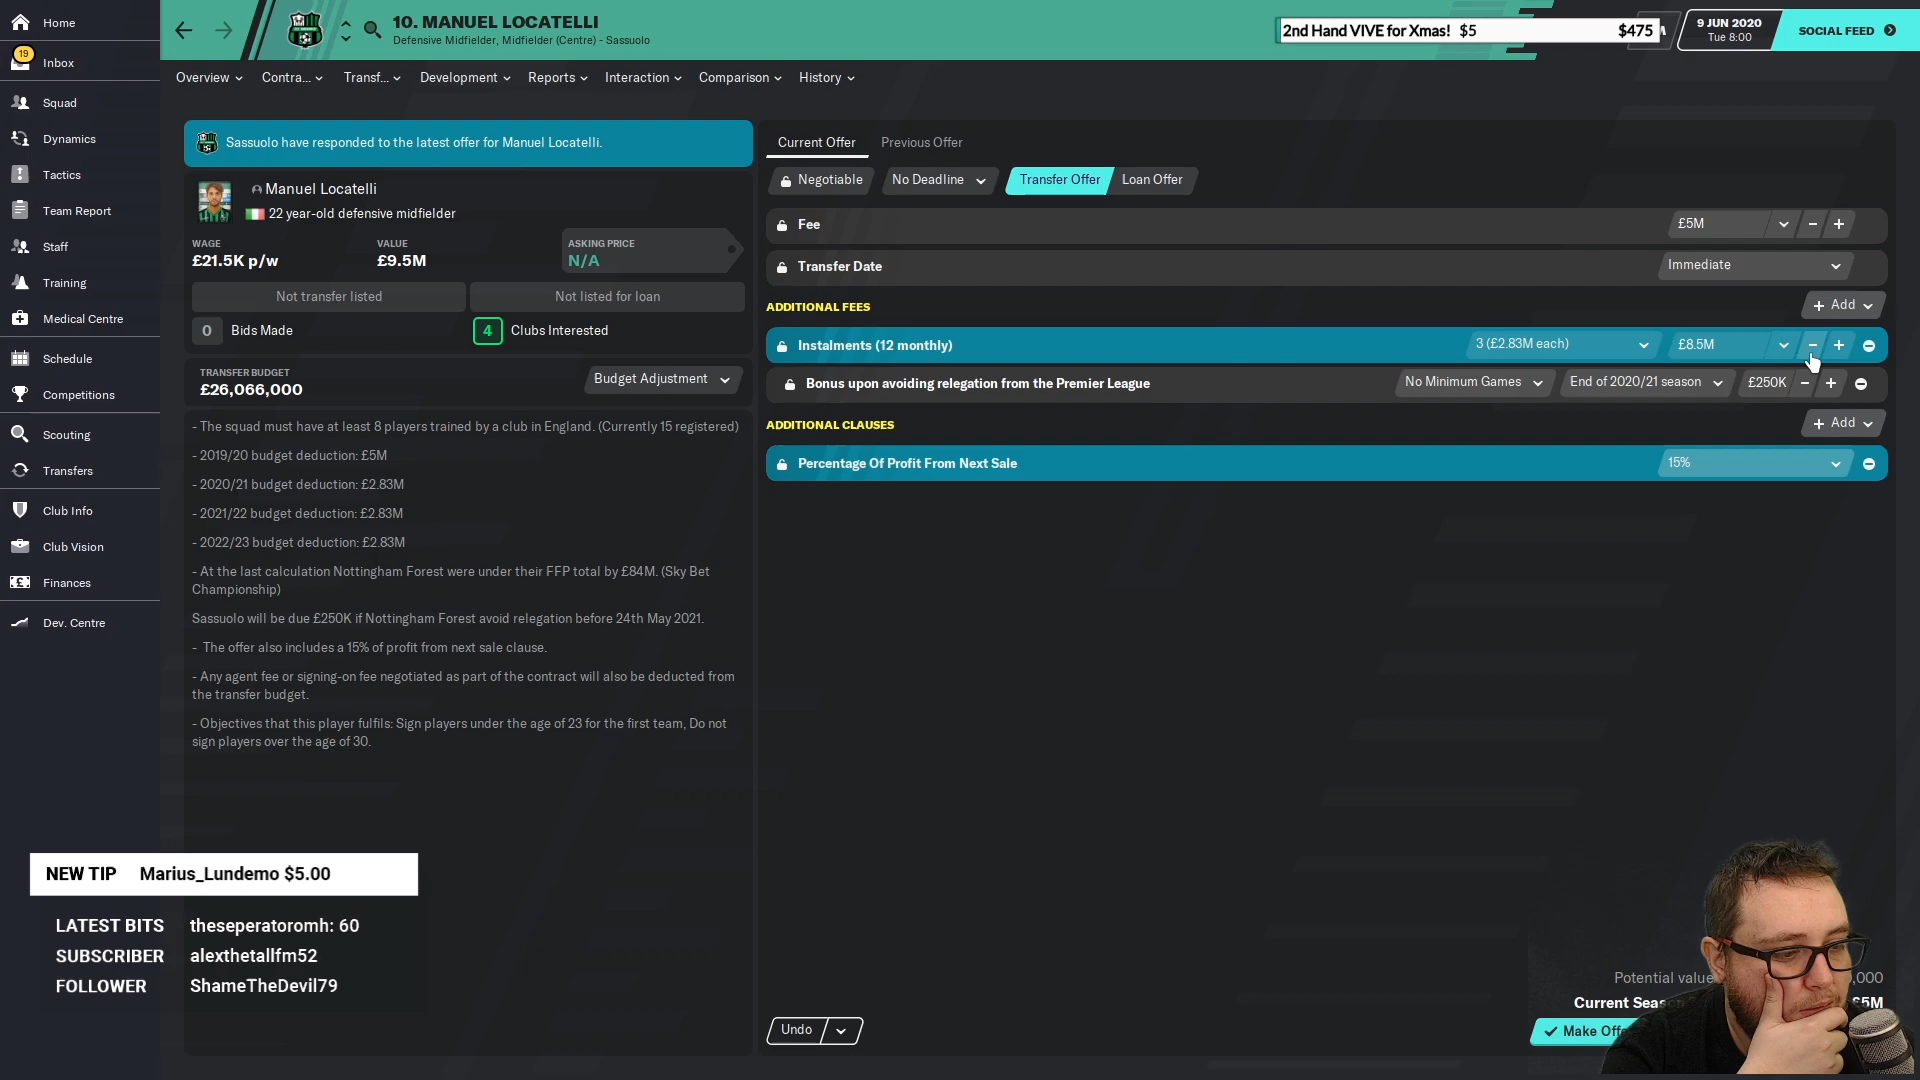 Home
19
Inbox
Squad
Dynamics
Tactics
Team Report
Staff
Training
Medical Centre
Schedule
Competitions
Scouting
Transfers
Club Info
Club Vision
Finances
Dev. Centre
10. MANUEL LOCATELLI
Defensive Midfielder, Midfielder (Centre) - Sassuolo
2nd Hand VIVE for Xmas! $5 $475
9 JUN 2020
Tue 8:00
SOCIAL FEED
Overview Contra... Transf... Development Reports Interaction Comparison History
Sassuolo have responded to the latest offer for Manuel Locatelli.
Manuel Locatelli
22 year-old defensive midfielder
WAGE VALUE ASKING PRICE
£21.5K p/w £9.5M N/A
Not transfer listed Not listed for loan
0 Bids Made 4 Clubs Interested
TRANSFER BUDGET
£26,066,000 Budget Adjustment
- The squad must have at least 8 players trained by a club in England. (Currently 15 registered)
- 2019/20 budget deduction: £5M
- 2020/21 budget deduction: £2.83M
- 2021/22 budget deduction: £2.83M
- 2022/23 budget deduction: £2.83M
- At the last calculation Nottingham Forest were under their FFP total by £84M. (Sky Bet
Championship)
Sassuolo will be due £250K if Nottingham Forest avoid relegation before 24th May 2021.
- The offer also includes a 15% of profit from next sale clause.
- Any agent fee or signing-on fee negotiated as part of the contract will also be deducted from
the transfer budget.
- Objectives that this player fulfils: Sign players under the age of 23 for the first team, Do not
sign players over the age of 30.
Current Offer Previous Offer
Negotiable No Deadline Transfer Offer Loan Offer
Fee £5M
Transfer Date Immediate
ADDITIONAL FEES + Add
Instalments (12 monthly) 3 (£2.83M each) £8.5M
Bonus upon avoiding relegation from the Premier League No Minimum Games End of 2020/21 season £250K
ADDITIONAL CLAUSES + Add
Percentage Of Profit From Next Sale 15%
Potential value ,000
Current £5M
Undo Make
NEW TIP Marius_Lundemo $5.00
LATEST BITS theseperatoromh: 60
SUBSCRIBER alexthetallfm52
FOLLOWER ShameTheDevil79